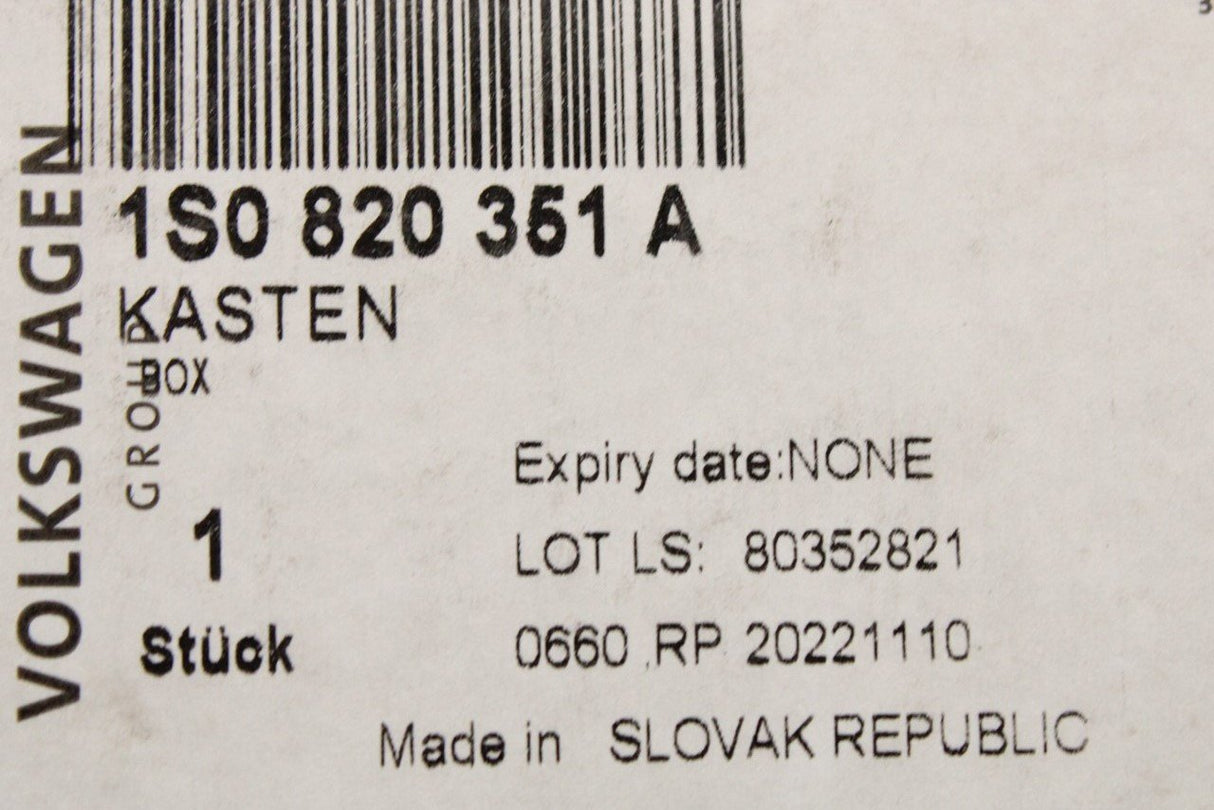 VOLKSWAGEN
GROUP
1S0 820 351 A
KASTEN
BOX
1
Stück
Expiry date:NONE
LOT LS: 80352821
0660 .RP 20221110
Made in SLOVAK REPUBLIC